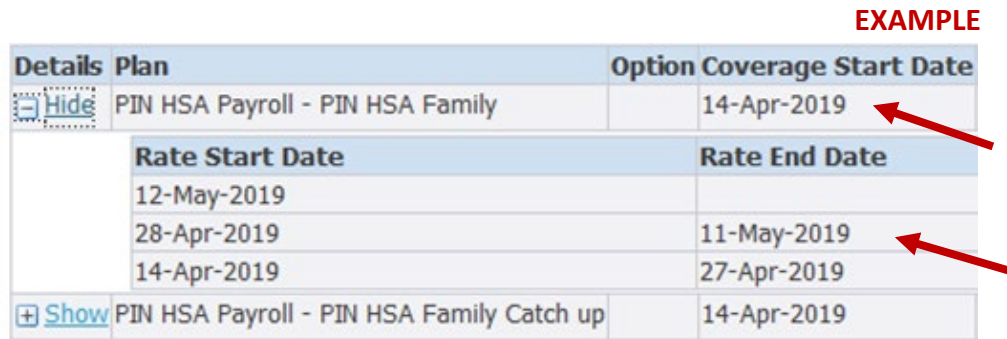 EXAMPLE
Details Plan Option Coverage Start Date
Hide PIN HSA Payroll - PIN HSA Family 14-Apr-2019
Rate Start Date Rate End Date
12-May-2019
28-Apr-2019 11-May-2019
14-Apr-2019 27-Apr-2019
Show PIN HSA Payroll - PIN HSA Family Catch up 14-Apr-2019